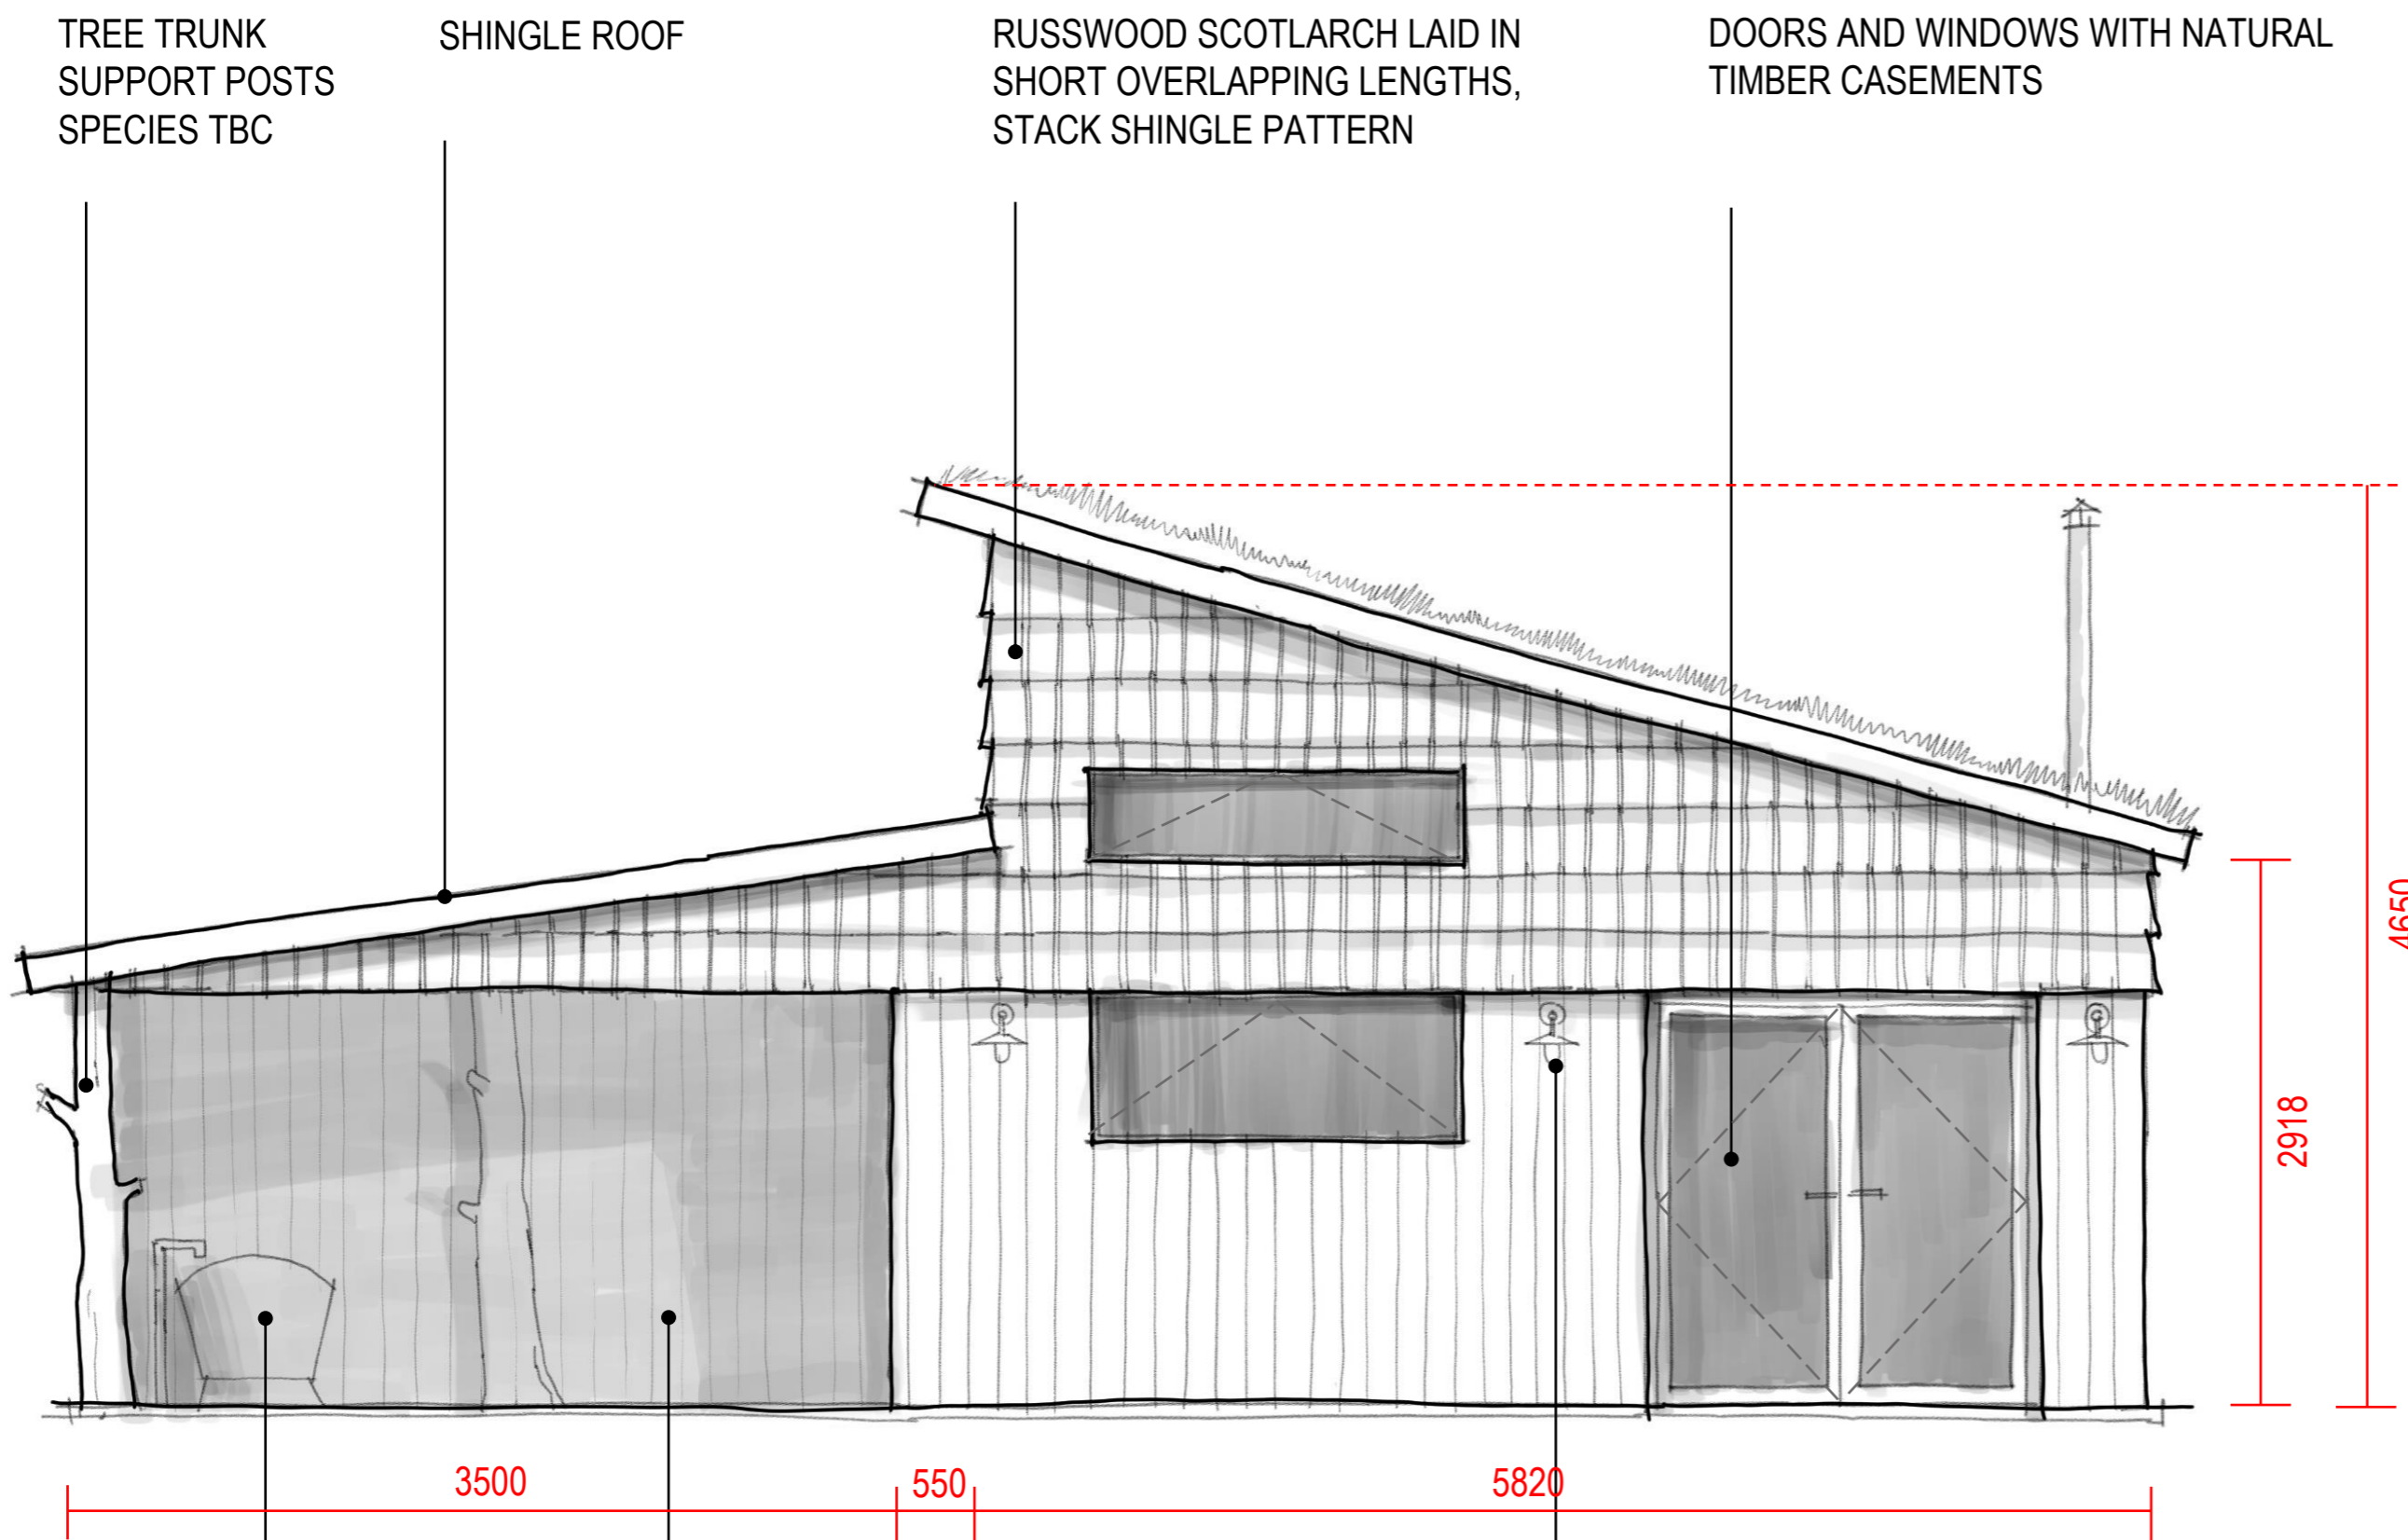 TREE TRUNK
SUPPORT POSTS
SPECIES TBC
SHINGLE ROOF
RUSSWOOD SCOTLARCH LAID IN
SHORT OVERLAPPING LENGTHS,
STACK SHINGLE PATTERN
DOORS AND WINDOWS WITH NATURAL
TIMBER CASEMENTS
4650
2918
3500
550
5820